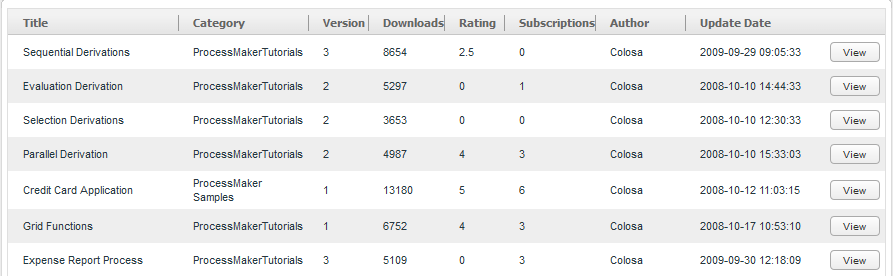 Title Category Version Downloads Rating Subscriptions Author Update Date
Sequential Derivations ProcessMakerTutorials 3 8654 2.5 0 Colosa 2009-09-29 09:05:33 View
Evaluation Derivation ProcessMakerTutorials 2 5297 0 1 Colosa 2008-10-10 14:44:33 View
Selection Derivations ProcessMakerTutorials 2 3653 0 0 Colosa 2008-10-10 12:30:33 View
Parallel Derivation ProcessMakerTutorials 2 4987 4 3 Colosa 2008-10-10 15:33:03 View
Credit Card Application ProcessMaker Samples 1 13180 5 6 Colosa 2008-10-12 11:03:15 View
Grid Functions ProcessMakerTutorials 1 6752 4 3 Colosa 2008-10-17 10:53:10 View
Expense Report Process ProcessMakerTutorials 3 5109 0 3 Colosa 2009-09-30 12:18:09 View